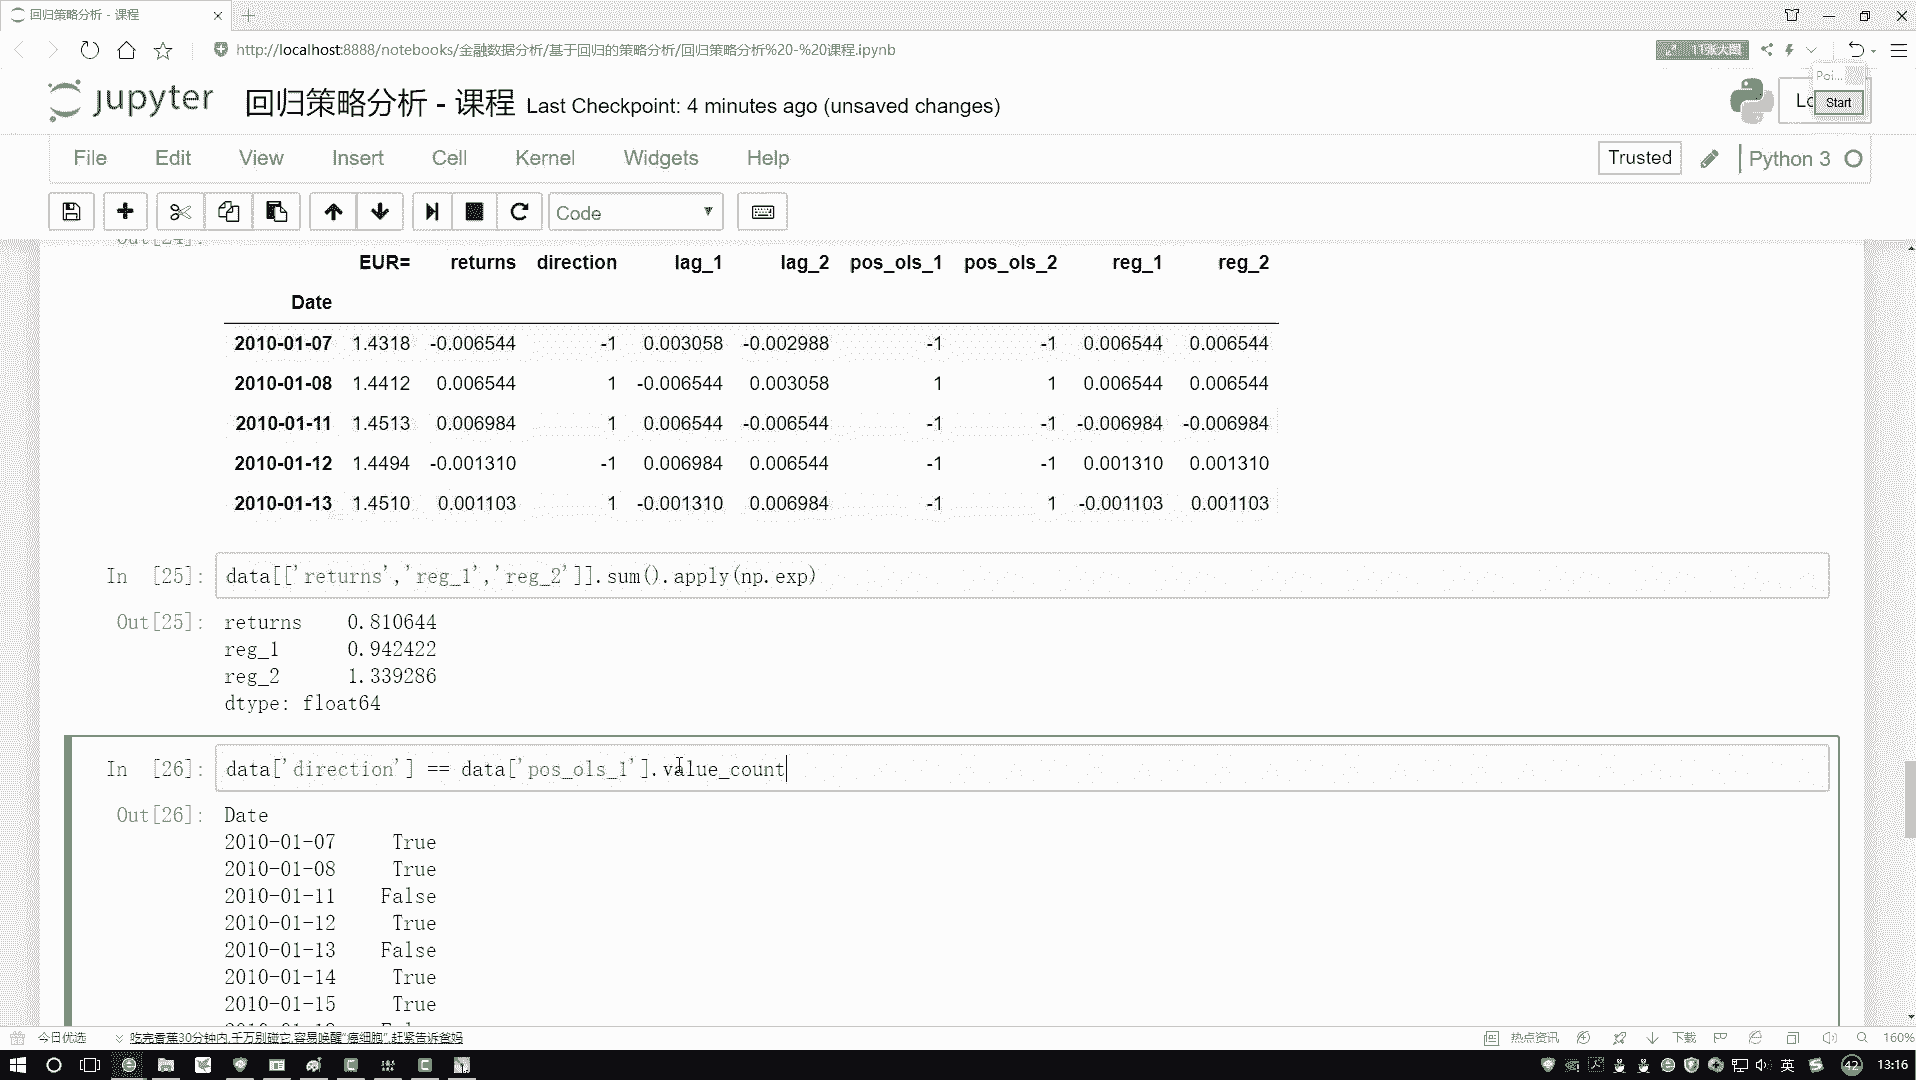 回归策略分析 - 课程
http://localhost:8888/notebooks/金融数据分析/基于回归的策略分析/回归策略分析%20-%20课程.ipynb
11张大图
Poi...
Start
jupyter
回归策略分析 - 课程 Last Checkpoint: 4 minutes ago (unsaved changes)
Lo
File Edit View Insert Cell Kernel Widgets Help
Trusted
Python 3
Code
Out[24]:
EUR= returns direction lag_1 lag_2 pos_ols_1 pos_ols_2 reg_1 reg_2
Date
2010-01-07 1.4318 -0.006544 -1 0.003058 -0.002988 -1 -1 0.006544 0.006544
2010-01-08 1.4412 0.006544 1 -0.006544 0.003058 1 1 0.006544 0.006544
2010-01-11 1.4513 0.006984 1 0.006544 -0.006544 -1 -1 -0.006984 -0.006984
2010-01-12 1.4494 -0.001310 -1 0.006984 0.006544 -1 -1 0.001310 0.001310
2010-01-13 1.4510 0.001103 1 -0.001310 0.006984 -1 1 -0.001103 0.001103
In [25]: data[['returns','reg_1','reg_2']].sum().apply(np.exp)
Out[25]: returns 0.810644
reg_1 0.942422
reg_2 1.339286
dtype: float64
In [26]: data['direction'] == data['pos_ols_1'].value_count
Out[26]: Date
2010-01-07 True
2010-01-08 True
2010-01-11 False
2010-01-12 True
2010-01-13 False
2010-01-14 True
2010-01-15 True
今日优选
吃完香蕉30分钟内,千万别碰它,容易唤醒"癌细胞",赶紧告诉爸妈
热点资讯
下载
160%
英
42
13:16